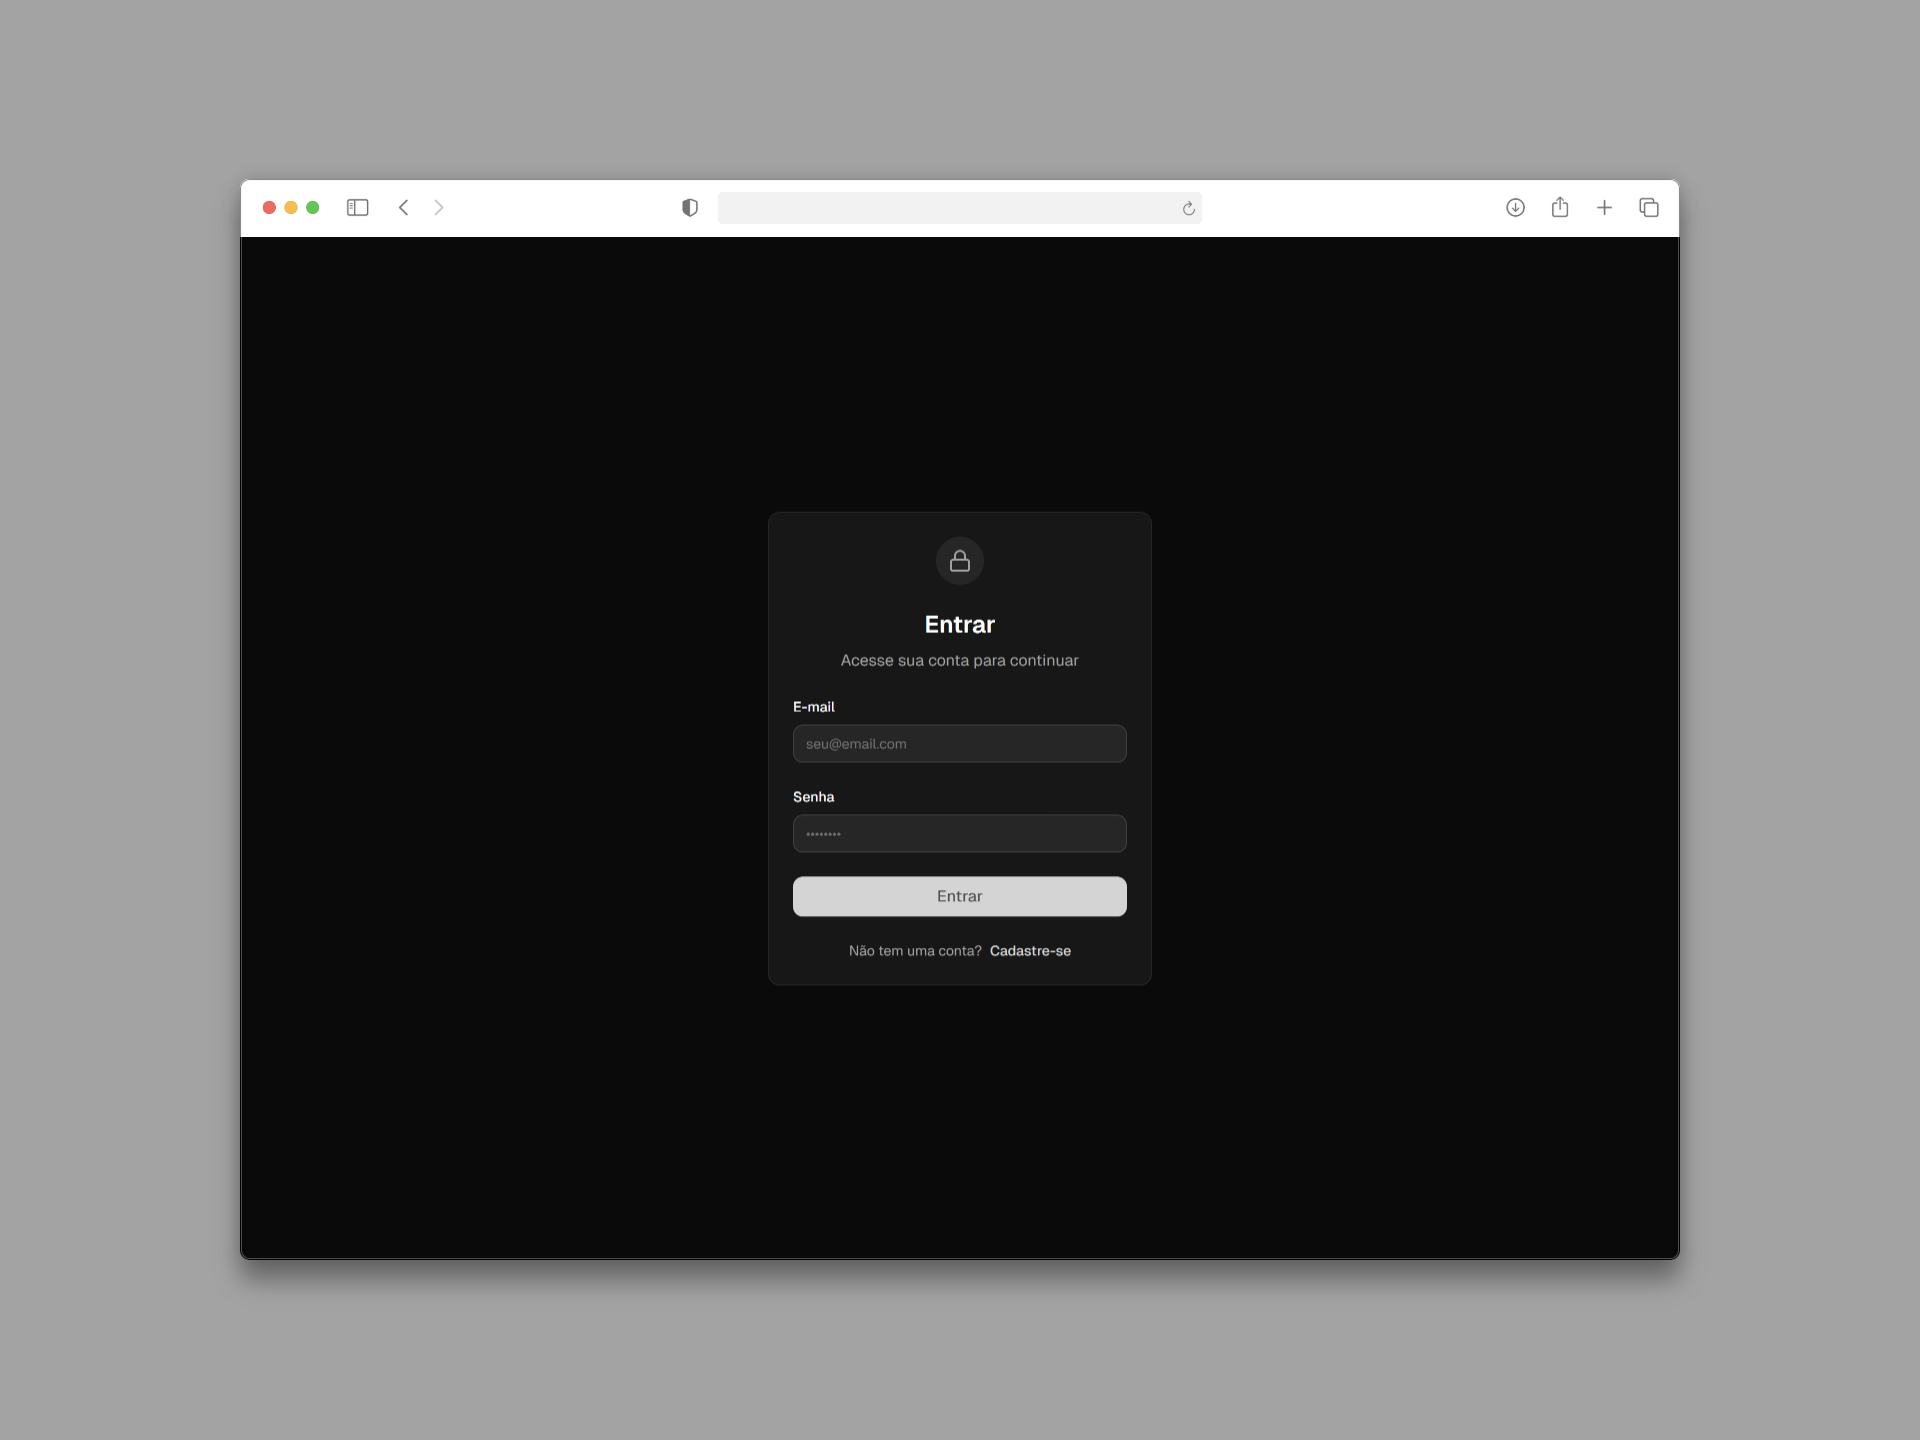 Entrar
Acesse sua conta para continuar
E-mail
seu@email.com
Senha
••••••••
Entrar
Não tem uma conta? Cadastre-se